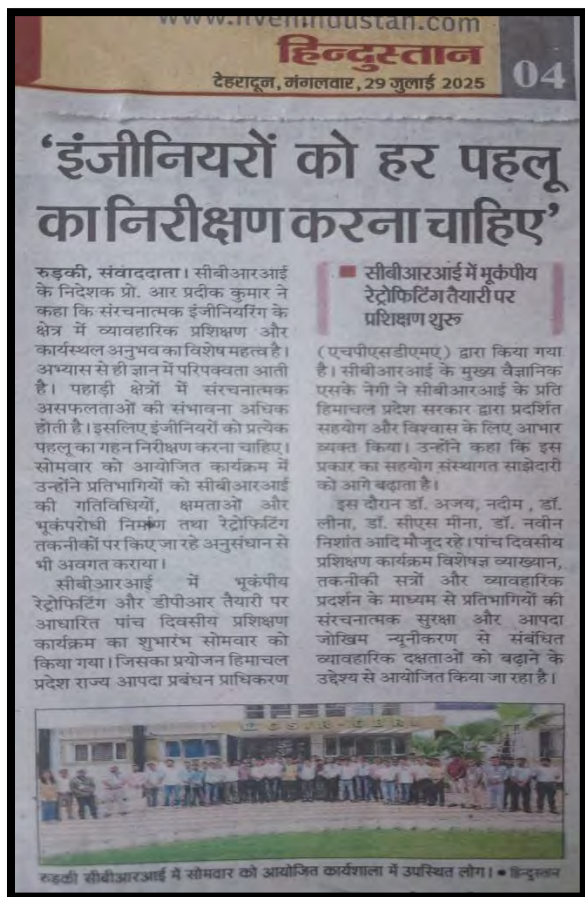 www.livehindustan.com
हिन्दुस्तान
देहरादून, मंगलवार, 29 जुलाई 2025
04
‘इंजीनियरों को हर पहलू
का निरीक्षण करना चाहिए’
रुड़की, संवाददाता। सीबीआरआई
के निदेशक प्रो. आर प्रदीक कुमार ने
कहा कि संरचनात्मक इंजीनियरिंग के
क्षेत्र में व्यावहारिक प्रशिक्षण और
कार्यस्थल अनुभव का विशेष महत्व है।
अभ्यास से ही ज्ञान में परिपक्वता आती
है। पहाड़ी क्षेत्रों में संरचनात्मक
असफलताओं की संभावना अधिक
होती है। इसलिए इंजीनियरों को प्रत्येक
पहलू का गहन निरीक्षण करना चाहिए।
सोमवार को आयोजित कार्यक्रम में
उन्होंने प्रतिभागियों को सीबीआरआई
की गतिविधियों, क्षमताओं और
भूकंपरोधी निर्माण तथा रेट्रोफिटिंग
तकनीकों पर किए जा रहे अनुसंधान से
भी अवगत कराया।
सीबीआरआई में भूकंपीय
रेट्रोफिटिंग और डीपीआर तैयारी पर
आधारित पांच दिवसीय प्रशिक्षण
कार्यक्रम का शुभारंभ सोमवार को
किया गया। जिसका प्रयोजन हिमाचल
प्रदेश राज्य आपदा प्रबंधन प्राधिकरण
सीबीआरआई में भूकंपीय
रेट्रोफिटिंग तैयारी पर
प्रशिक्षण शुरू
(एचपीएसडीएमए) द्वारा किया गया
है। सीबीआरआई के मुख्य वैज्ञानिक
एसके नेगी ने सीबीआरआई के प्रति
हिमाचल प्रदेश सरकार द्वारा प्रदर्शित
सहयोग और विश्वास के लिए आभार
व्यक्त किया। उन्होंने कहा कि इस
प्रकार का सहयोग संस्थागत साझेदारी
को आगे बढ़ाता है।
इस दौरान डॉ. अजय, नदीम , डॉ.
लीना, डॉ. सीएस मीना, डॉ. नवीन
निशांत आदि मौजूद रहे। पांच दिवसीय
प्रशिक्षण कार्यक्रम विशेषज्ञ व्याख्यान,
तकनीकी सत्रों और व्यावहारिक
प्रदर्शन के माध्यम से प्रतिभागियों की
संरचनात्मक सुरक्षा और आपदा
जोखिम न्यूनीकरण से संबंधित
व्यावहारिक दक्षताओं को बढ़ाने के
उद्देश्य से आयोजित किया जा रहा है।
CSIR-CBRI
रुड़की सीबीआरआई में सोमवार को आयोजित कार्यशाला में उपस्थित लोग। ● हिन्दुस्तान